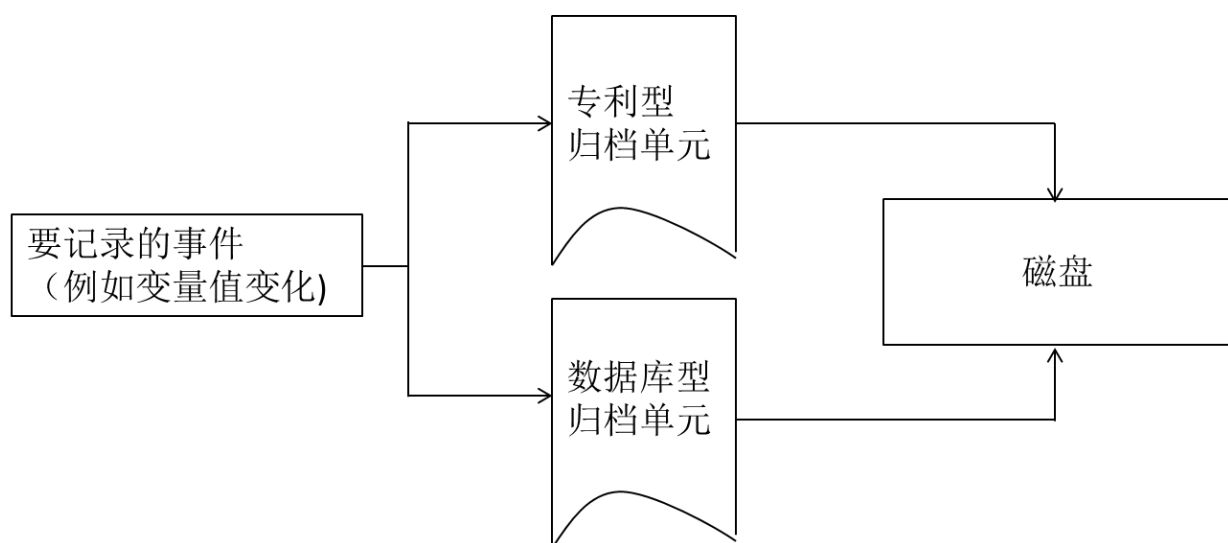 专利型
归档单元
要记录的事件
（例如变量值变化)
磁盘
数据库型
归档单元